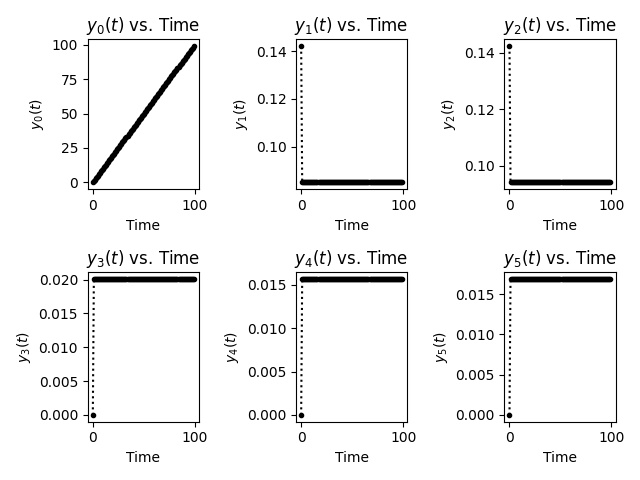 y₀(t) vs. Time
y₁(t) vs. Time
y₂(t) vs. Time
100
75
50
25
0
y₀(t)
0
100
Time
0.14
0.12
0.10
y₁(t)
0
100
Time
0.14
0.12
0.10
y₂(t)
0
100
Time
y₃(t) vs. Time
y₄(t) vs. Time
y₅(t) vs. Time
0.020
0.015
0.010
0.005
0.000
y₃(t)
0
100
Time
0.015
0.010
0.005
0.000
y₄(t)
0
100
Time
0.015
0.010
0.005
0.000
y₅(t)
0
100
Time